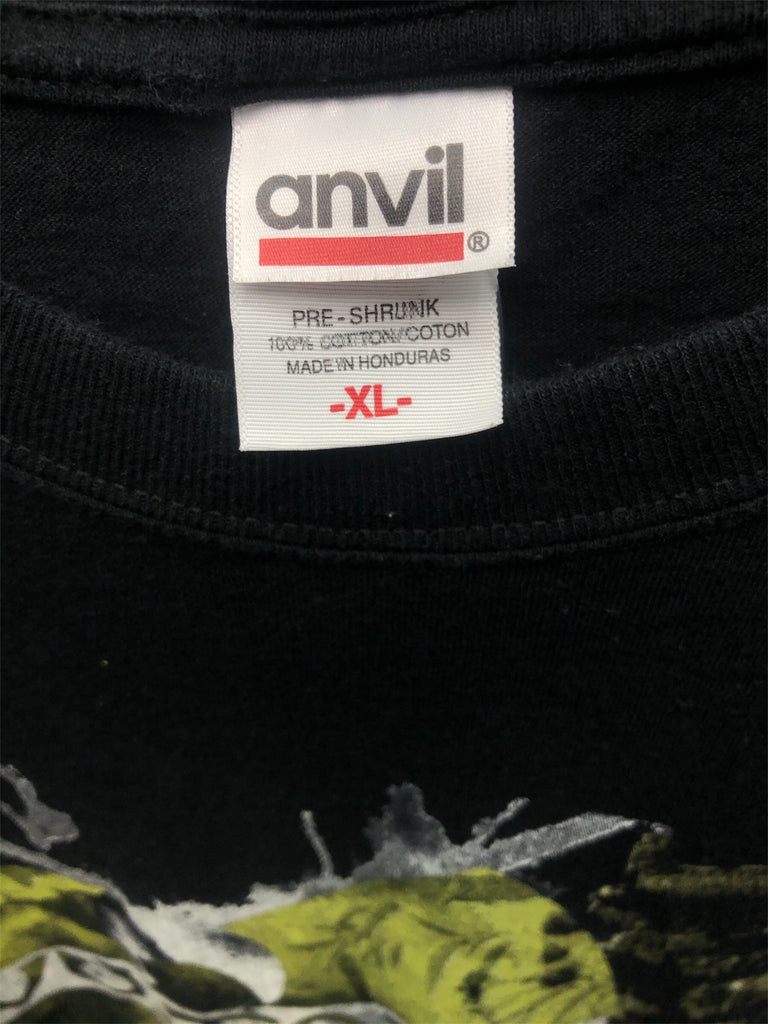 anvil
®
PRE-SHRUNK
100% COTTON/COTON
MADE IN HONDURAS
-XL-